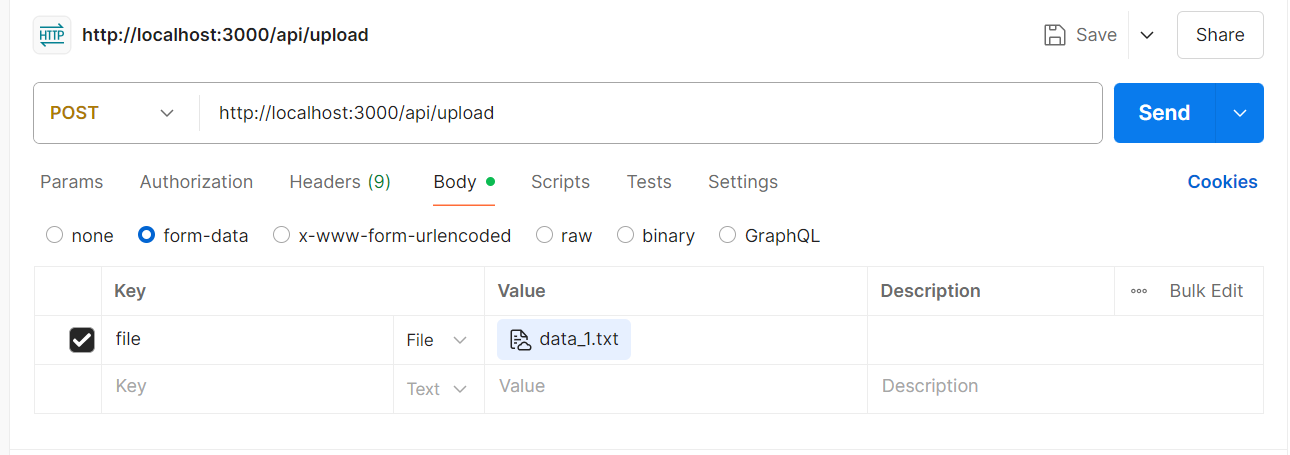 HTTP http://localhost:3000/api/upload Save Share
POST http://localhost:3000/api/upload Send
Params Authorization Headers (9) Body Scripts Tests Settings Cookies
none form-data x-www-form-urlencoded raw binary GraphQL
Key Value Description Bulk Edit
file File data_1.txt
Key Text Value Description